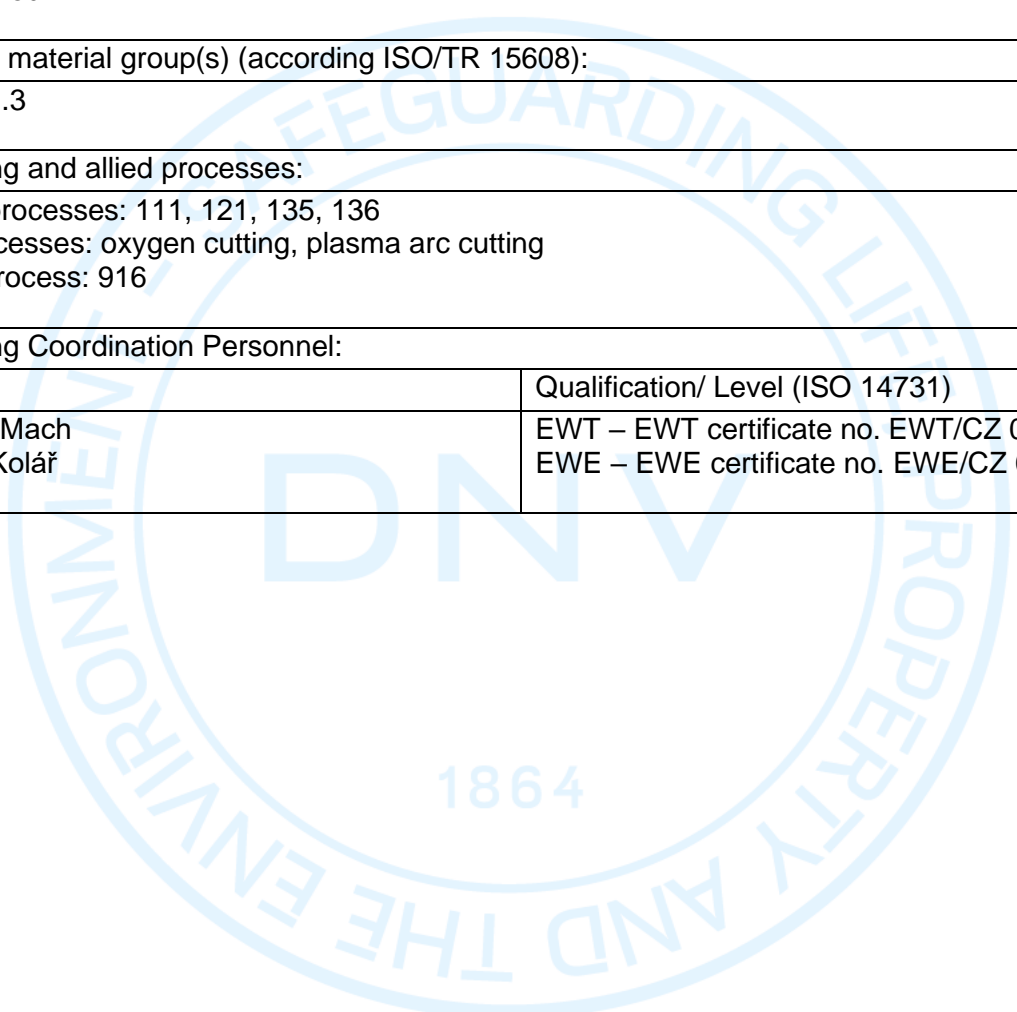 material group(s) (according ISO/TR 15608):
.3
g and allied processes:
rocesses: 111, 121, 135, 136
cesses: oxygen cutting, plasma arc cutting
rocess: 916
g Coordination Personnel:
Qualification/ Level (ISO 14731)
Mach EWT – EWT certificate no. EWT/CZ
Kolář EWE – EWE certificate no. EWE/CZ
SAFEGUARDING LIFE, PROPERTY AND THE ENVIRONMENT –
DNV
1864